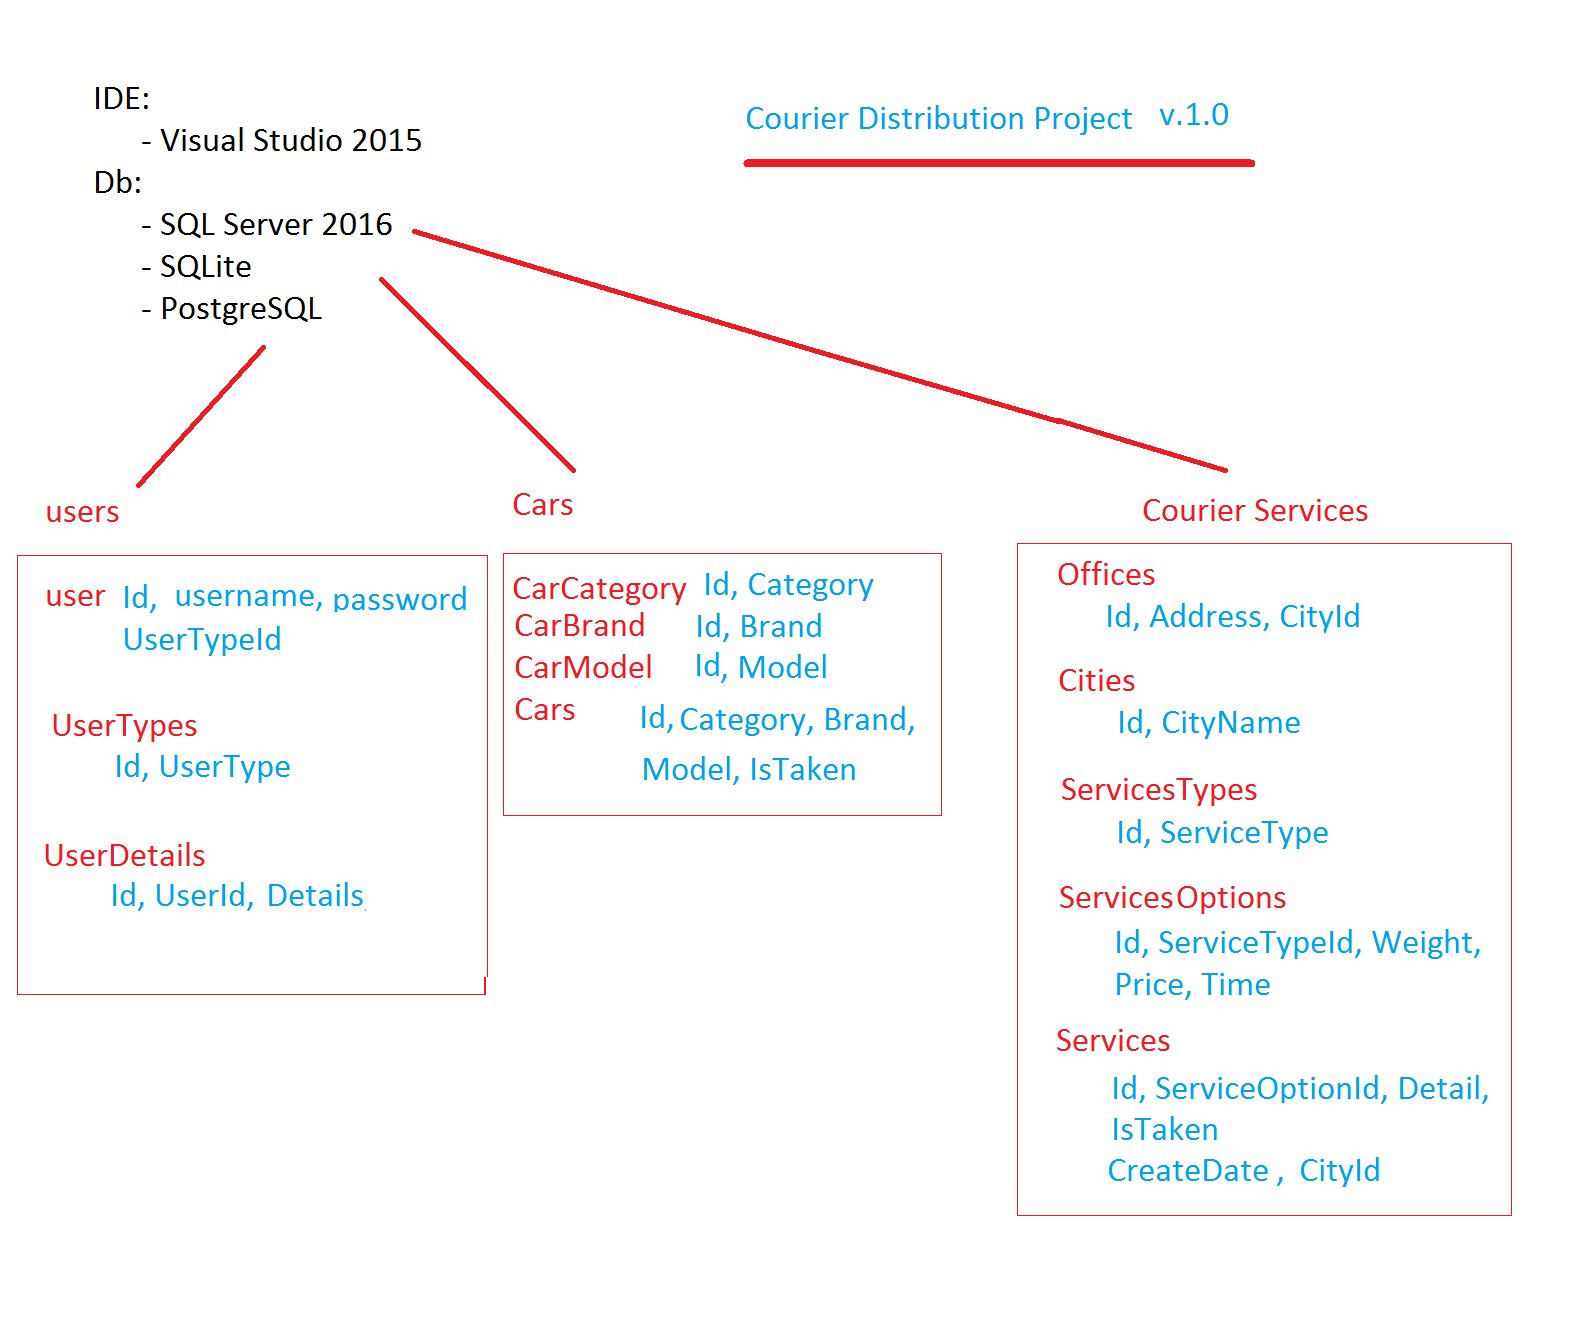 IDE:
- Visual Studio 2015
Db:
- SQL Server 2016
- SQLite
- PostgreSQL
Courier Distribution Project v.1.0
users
user Id, username, password
UserTypeId
UserTypes
Id, UserType
UserDetails
Id, UserId, Details
Cars
CarCategory Id, Category
CarBrand Id, Brand
CarModel Id, Model
Cars Id, Category, Brand,
Model, IsTaken
Courier Services
Offices
Id, Address, CityId
Cities
Id, CityName
ServicesTypes
Id, ServiceType
ServicesOptions
Id, ServiceTypeId, Weight,
Price, Time
Services
Id, ServiceOptionId, Detail,
IsTaken
CreateDate , CityId